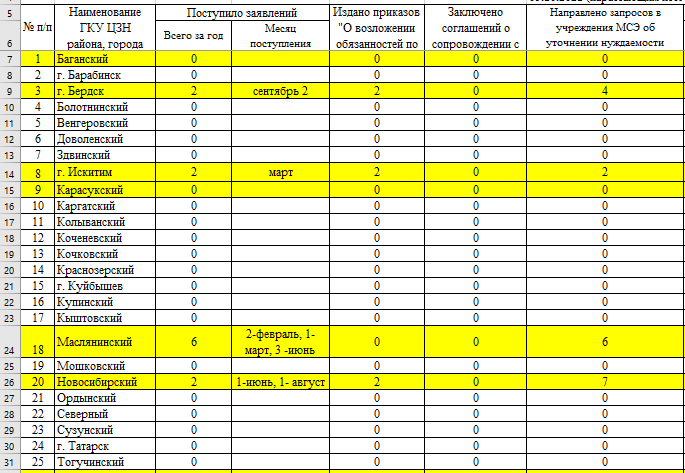 5 № п/п Наименование Поступило заявлений Издано приказов Заключено Направлено запросов в
ГКУ ЦЗН Всего за год Месяц "О возложении соглашений о учреждения МСЭ об
6 района, города поступления обязанностей по сопровождении с уточнении нуждаемости
7 1 Баганский 0 0 0 0
8 2 г. Барабинск 0 0 0 0
9 3 г. Бердск 2 сентябрь 2 2 0 4
10 4 Болотнинский 0 0 0 0
11 5 Венгеровский 0 0 0 0
12 6 Доволенский 0 0 0 0
13 7 Здвинский 0 0 0 0
14 8 г. Искитим 2 март 2 0 2
15 9 Карасукский 0 0 0 0
16 10 Каргатский 0 0 0 0
17 11 Колыванский 0 0 0 0
18 12 Коченевский 0 0 0 0
19 13 Кочковский 0 0 0 0
20 14 Краснозерский 0 0 0 0
21 15 г. Куйбышев 0 0 0 0
22 16 Купинский 0 0 0 0
23 17 Кыштовский 0 0 0 0
2-февраль, 1-
24 18 Маслянинский 6 март, 3 -июнь 0 0 6
25 19 Мошковский 0 0 0 0
26 20 Новосибирский 2 1-июнь, 1- август 2 0 7
27 21 Ордынский 0 0 0 0
28 22 Северный 0 0 0 0
29 23 Сузунский 0 0 0 0
30 24 г. Татарск 0 0 0 0
31 25 Тогучинский 0 0 0 0